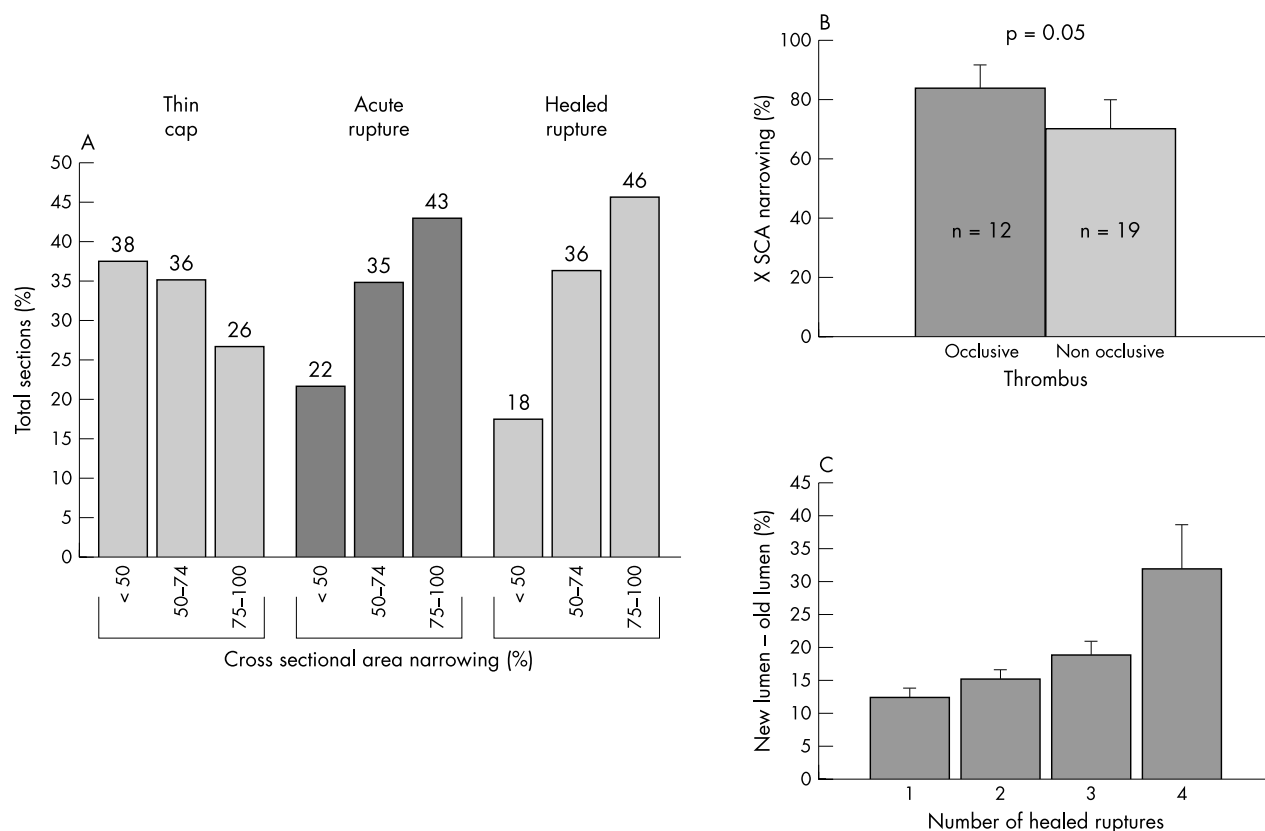 A
Thin
cap
Acute
rupture
Healed
rupture
Total sections (%)
50
45
40
35
30
25
20
15
10
5
0
38
36
26
22
35
43
18
36
46
< 50
50–74
75–100
< 50
50–74
75–100
< 50
50–74
75–100
Cross sectional area narrowing (%)
B
p = 0.05
X SCA narrowing (%)
100
80
60
40
20
0
n = 12
n = 19
Occlusive
Non occlusive
Thrombus
C
New lumen – old lumen (%)
45
40
35
30
25
20
15
10
5
0
1
2
3
4
Number of healed ruptures